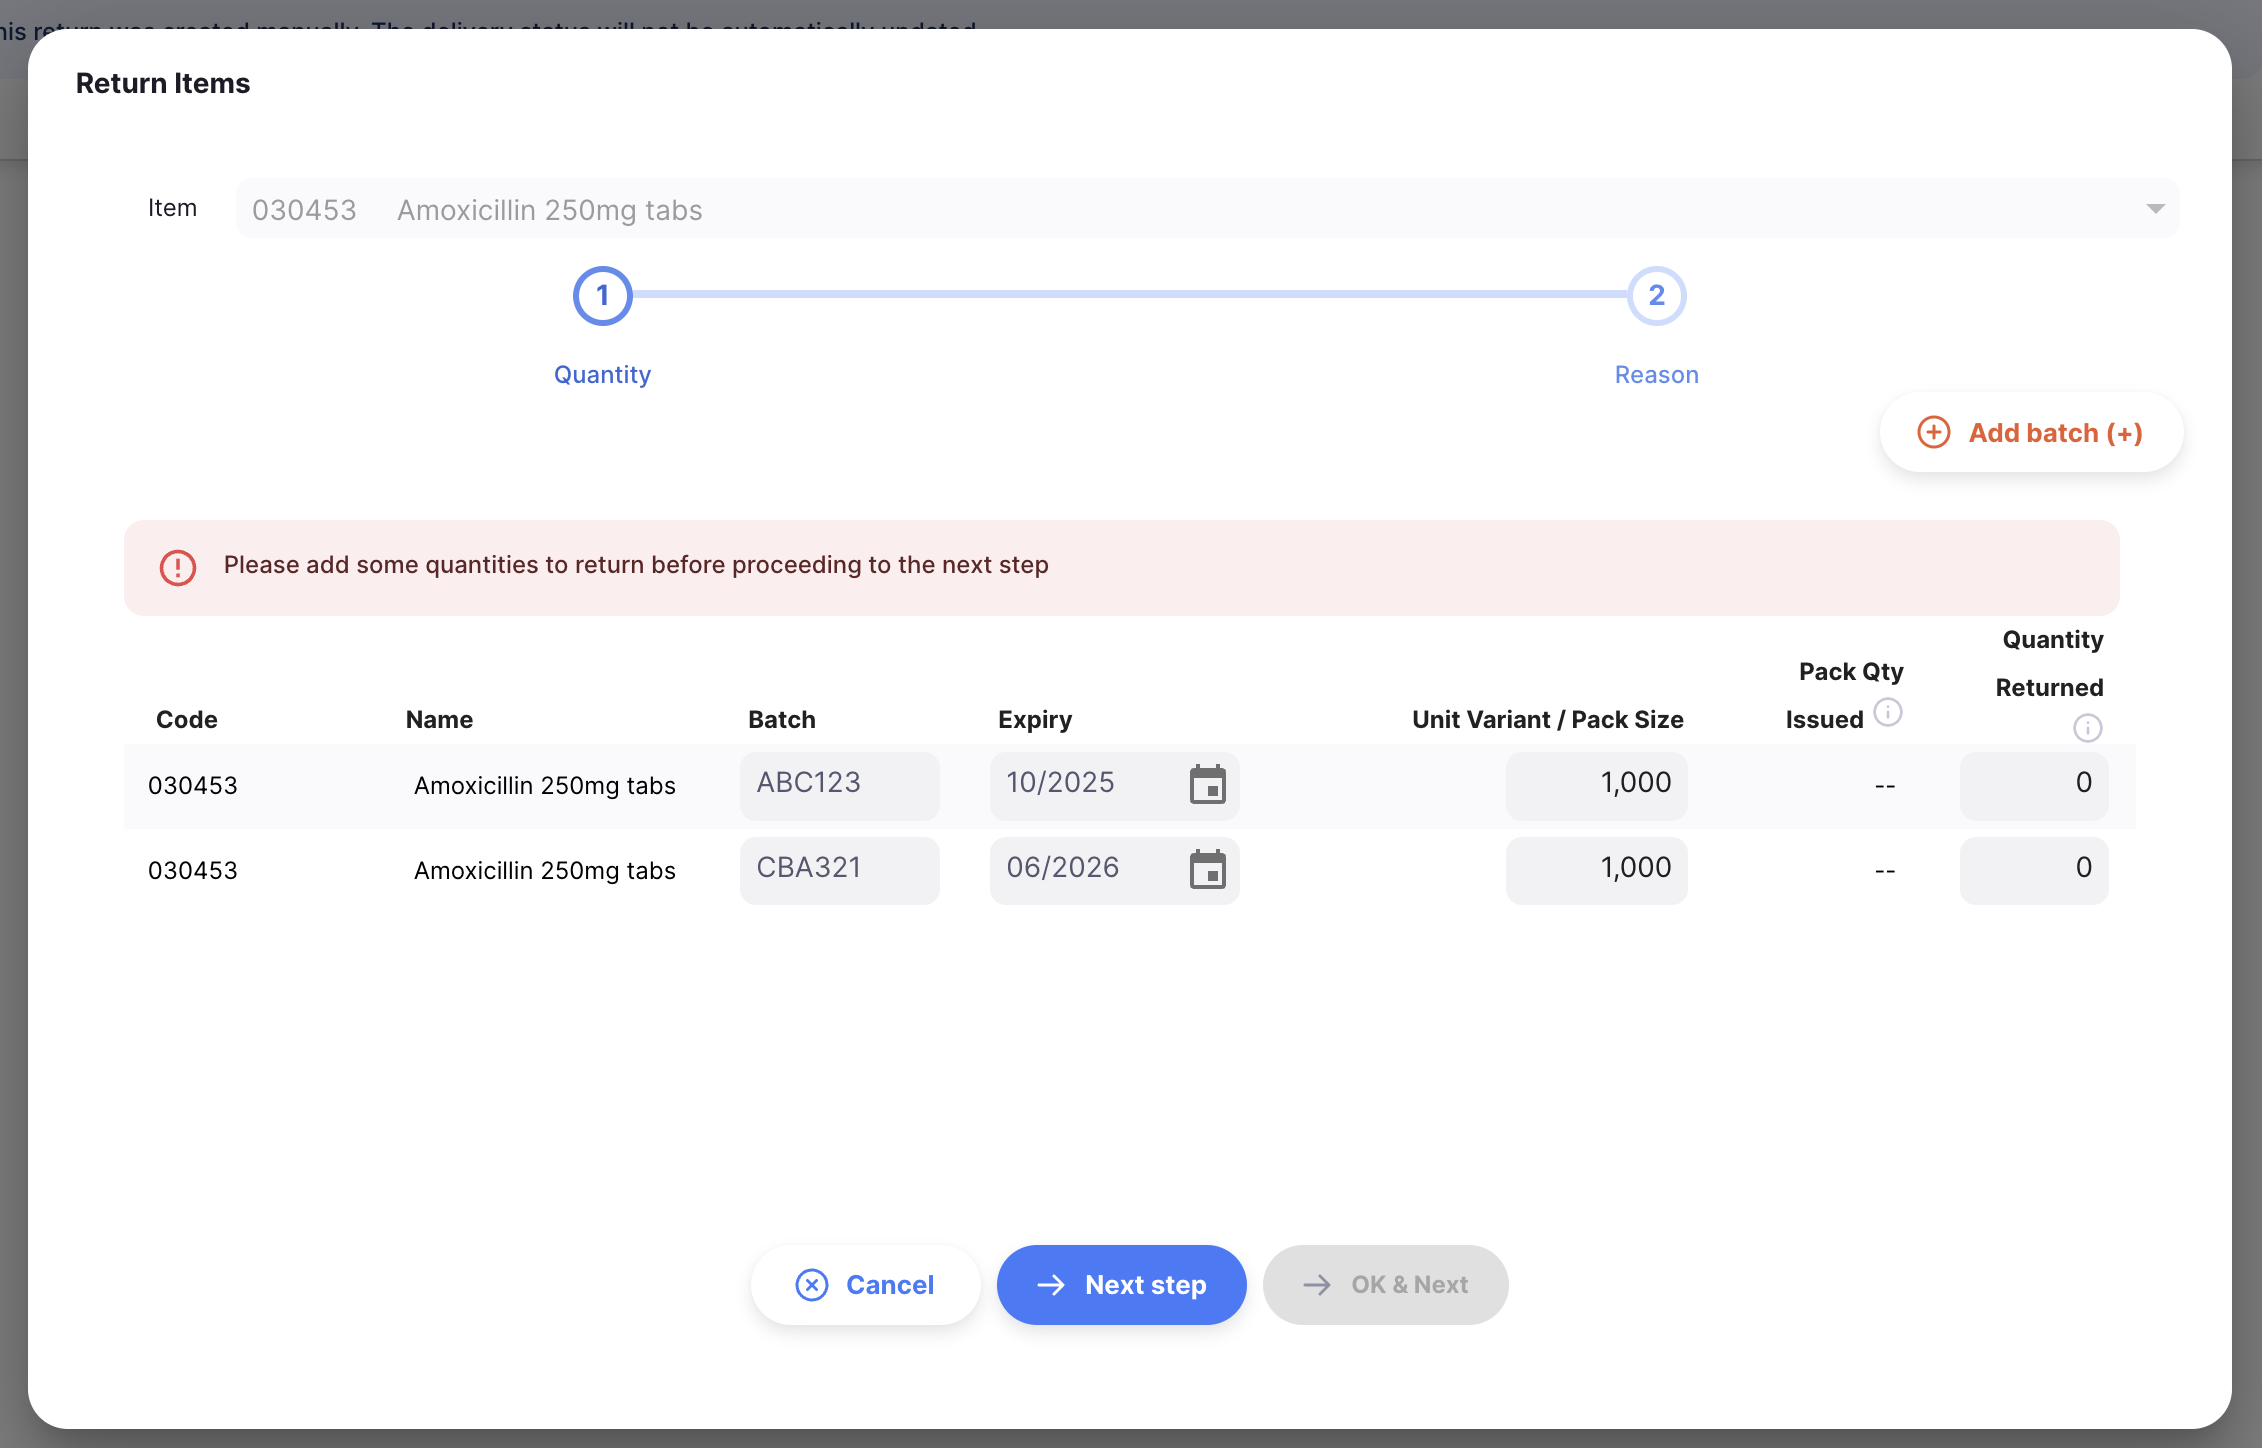 his return was created manually. The delivery status will not be automatically updated
Return Items
Item 030453 Amoxicillin 250mg tabs
1 2
Quantity Reason
Add batch (+)
Please add some quantities to return before proceeding to the next step
Code Name Batch Expiry Unit Variant / Pack Size Pack Qty Issued Quantity Returned
030453 Amoxicillin 250mg tabs ABC123 10/2025 1,000 -- 0
030453 Amoxicillin 250mg tabs CBA321 06/2026 1,000 -- 0
Cancel Next step OK & Next